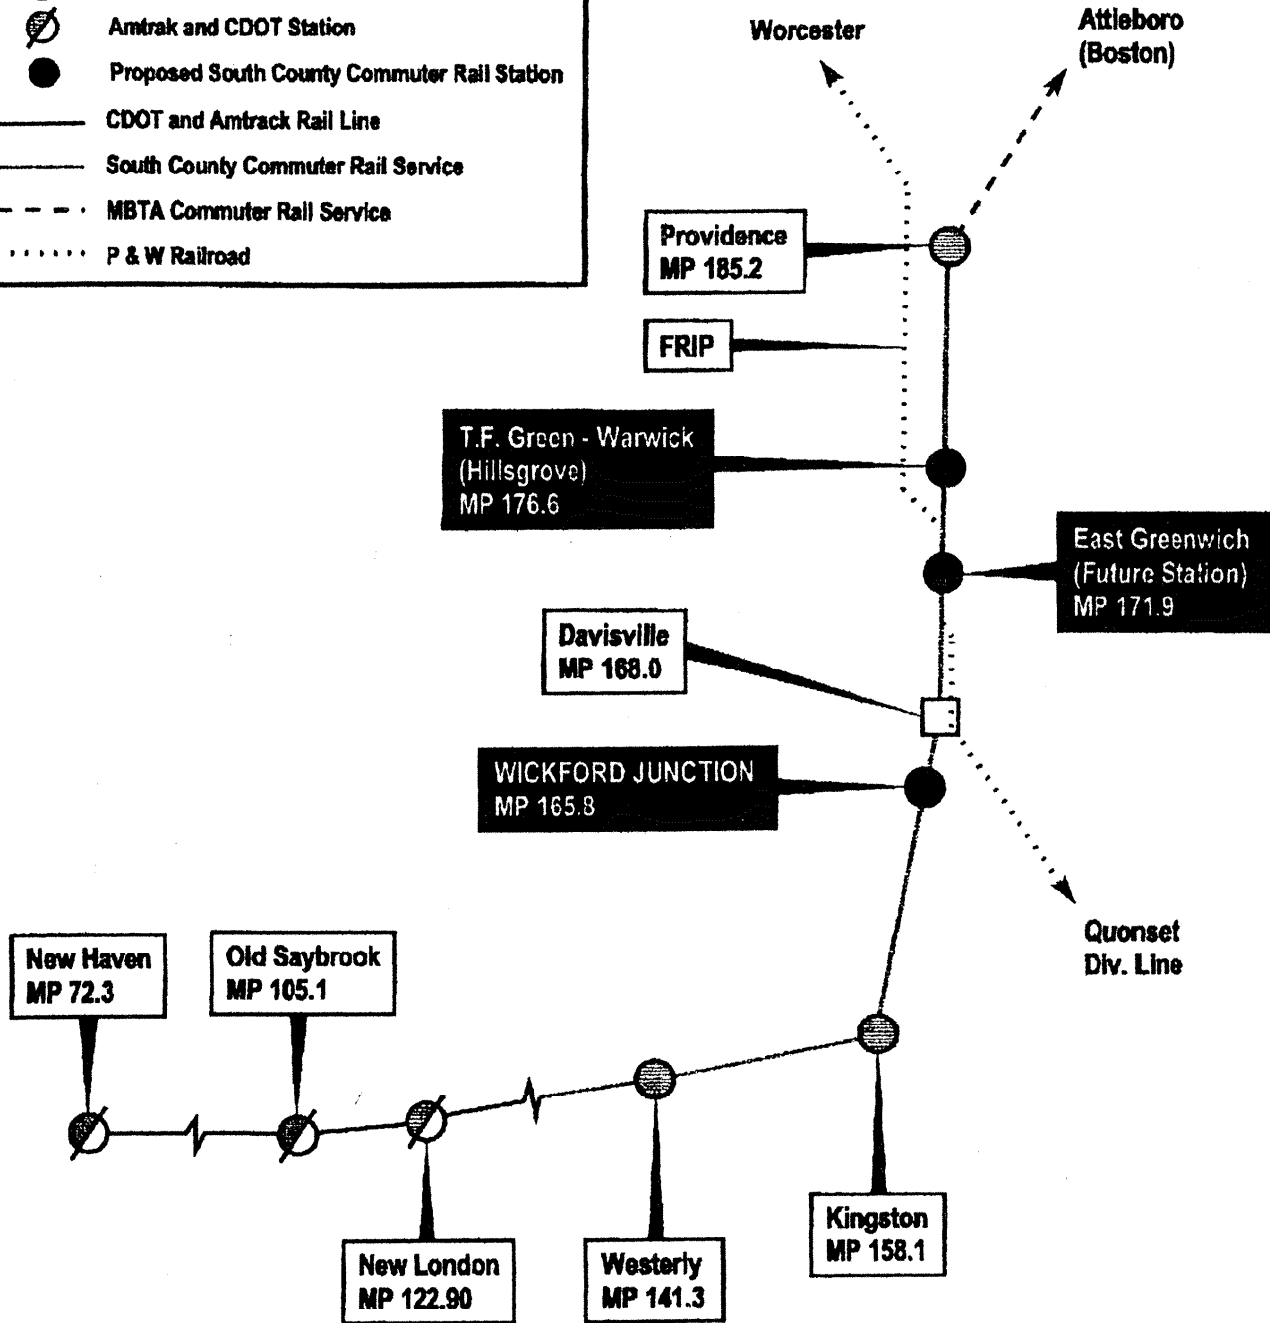 Amtrak and CDOT Station
Proposed South County Commuter Rail Station
CDOT and Amtrack Rail Line
South County Commuter Rail Service
MBTA Commuter Rail Service
P & W Railroad
Worcester
Attleboro
(Boston)
Providence
MP 185.2
FRIP
T.F. Green - Warwick
(Hillsgrove)
MP 176.6
East Greenwich
(Future Station)
MP 171.9
Davisville
MP 168.0
WICKFORD JUNCTION
MP 165.8
Quonset
Div. Line
New Haven
MP 72.3
Old Saybrook
MP 105.1
Kingston
MP 158.1
New London
MP 122.90
Westerly
MP 141.3